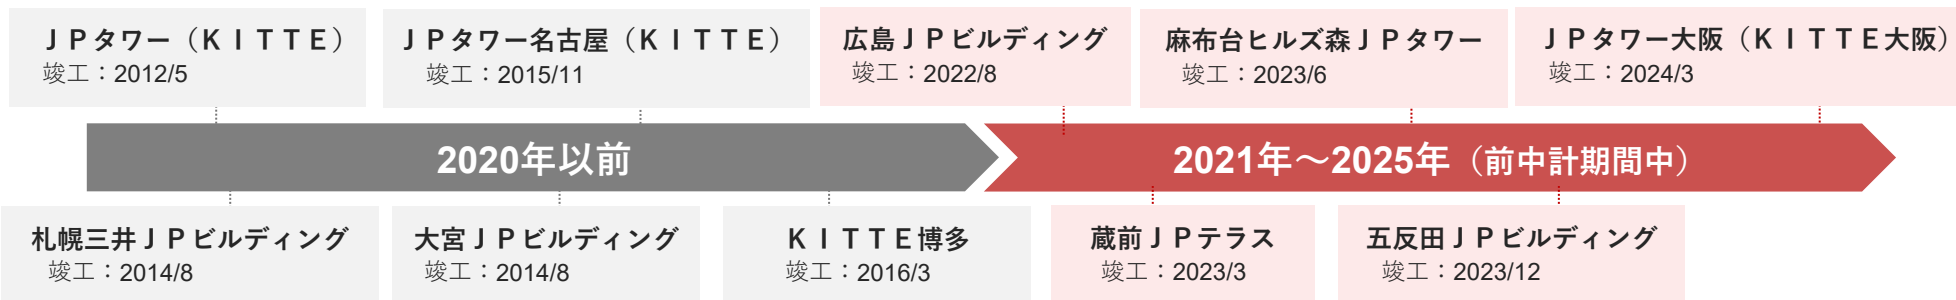 ＪＰタワー（ＫＩＴＴＥ）
竣工：2012/5
ＪＰタワー名古屋（ＫＩＴＴＥ）
竣工：2015/11
広島ＪＰビルディング
竣工：2022/8
麻布台ヒルズ森ＪＰタワー
竣工：2023/6
ＪＰタワー大阪（ＫＩＴＴＥ大阪）
竣工：2024/3
2020年以前
2021年～2025年（前中計期間中）
札幌三井ＪＰビルディング
竣工：2014/8
大宮ＪＰビルディング
竣工：2014/8
ＫＩＴＴＥ博多
竣工：2016/3
蔵前ＪＰテラス
竣工：2023/3
五反田ＪＰビルディング
竣工：2023/12